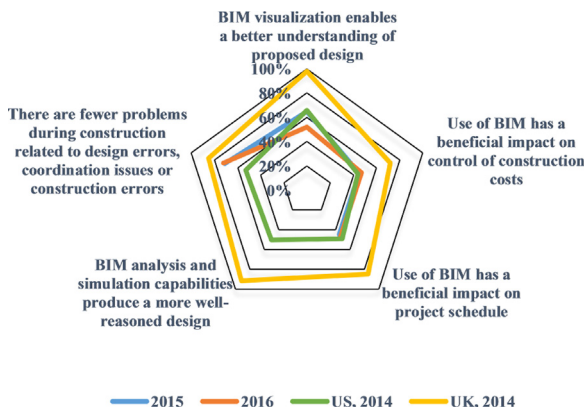 BIM visualization enables
a better understanding of
proposed design
100%
80%
60%
40%
20%
0%
There are fewer problems
during construction
related to design errors,
coordination issues or
construction errors
Use of BIM has a
beneficial impact on
control of construction
costs
BIM analysis and
simulation capabilities
produce a more well-
reasoned design
Use of BIM has a
beneficial impact on
project schedule
2015
2016
US, 2014
UK, 2014